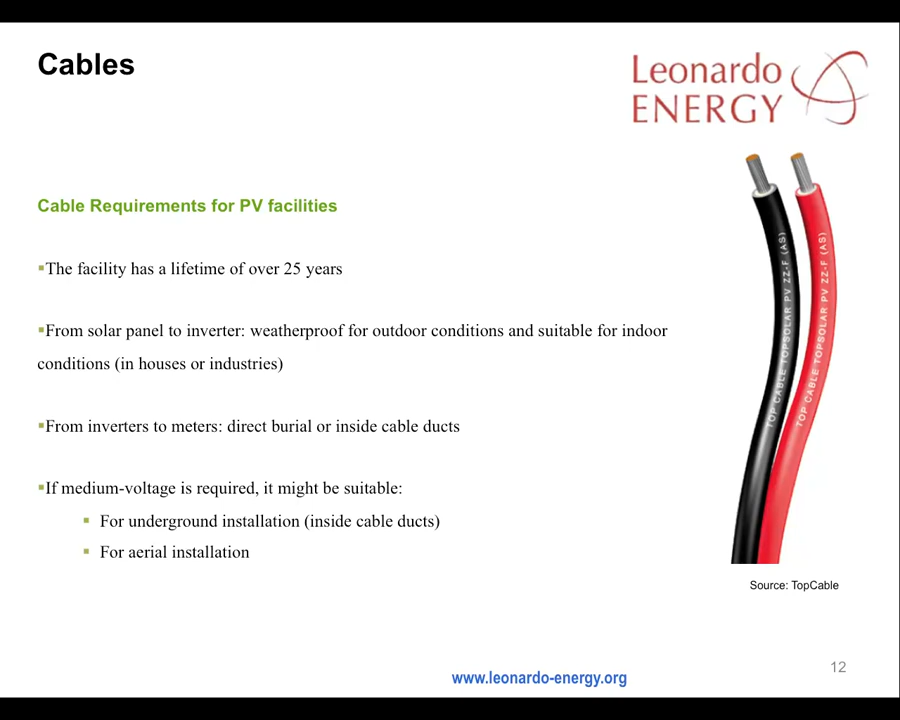 Cables
Leonardo
ENERGY
Cable Requirements for PV facilities
▪The facility has a lifetime of over 25 years
▪From solar panel to inverter: weatherproof for outdoor conditions and suitable for indoor
conditions (in houses or industries)
▪From inverters to meters: direct burial or inside cable ducts
▪If medium-voltage is required, it might be suitable:
▪ For underground installation (inside cable ducts)
▪ For aerial installation
TOP CABLE TOPSOLAR PV ZZ-F (AS)
TOP CABLE TOPSOLAR PV ZZ-F (AS)
Source: TopCable
12
www.leonardo-energy.org